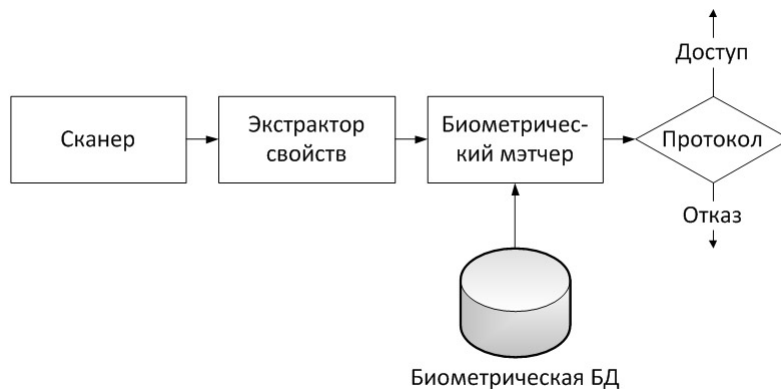 Доступ
Сканер
Экстрактор
свойств
Биометричес-
кий мэтчер
Протокол
Отказ
Биометрическая БД